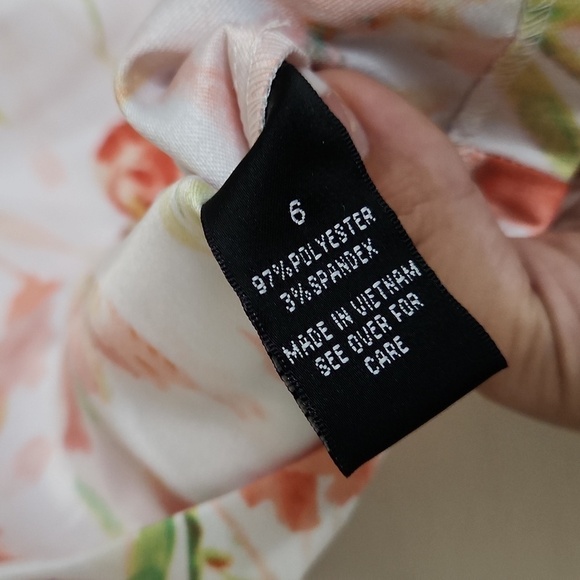 6
97%POLYESTER
3%SPANDEX
MADE IN VIETNAM
SEE OVER FOR
CARE